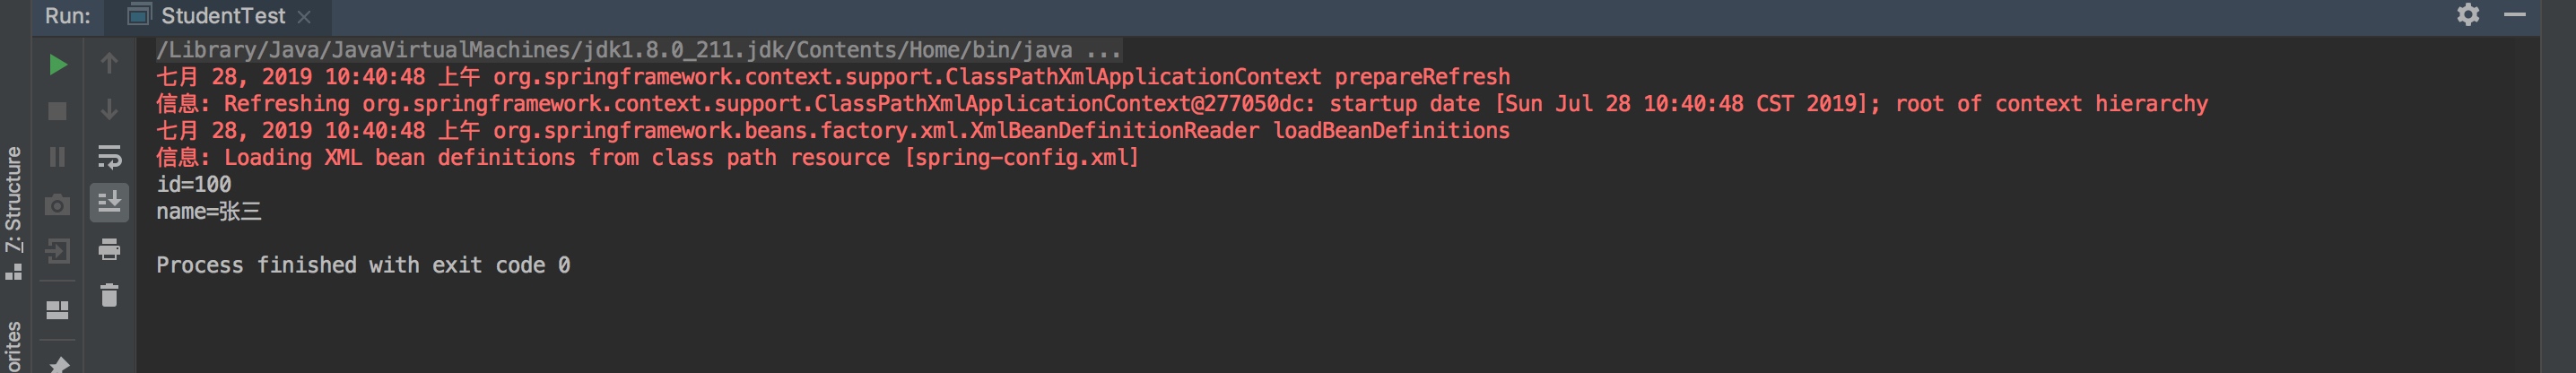 Run:
StudentTest
/Library/Java/JavaVirtualMachines/jdk1.8.0_211.jdk/Contents/Home/bin/java ...
七月 28, 2019 10:40:48 上午 org.springframework.context.support.ClassPathXmlApplicationContext prepareRefresh
信息: Refreshing org.springframework.context.support.ClassPathXmlApplicationContext@277050dc: startup date [Sun Jul 28 10:40:48 CST 2019]; root of context hierarchy
七月 28, 2019 10:40:48 上午 org.springframework.beans.factory.xml.XmlBeanDefinitionReader loadBeanDefinitions
信息: Loading XML bean definitions from class path resource [spring-config.xml]
id=100
name=张三
Process finished with exit code 0
Z: Structure
orites